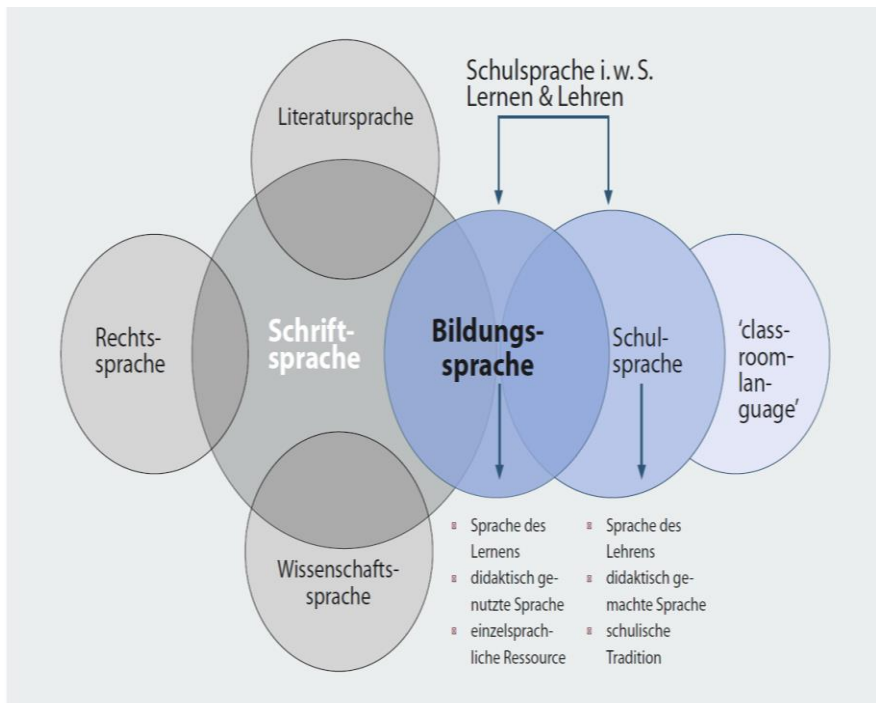 Literatursprache
Schulsprache i. w. S.
Lernen & Lehren
Rechts-
sprache
Schrift-
sprache
Bildungs-
sprache
Schul-
sprache
‘class-
room-
lan-
guage’
Wissenschafts-
sprache
Sprache des
Lernens
didaktisch ge-
nutzte Sprache
einzelsprach-
liche Ressource
Sprache des
Lehrens
didaktisch ge-
machte Sprache
schulische
Tradition